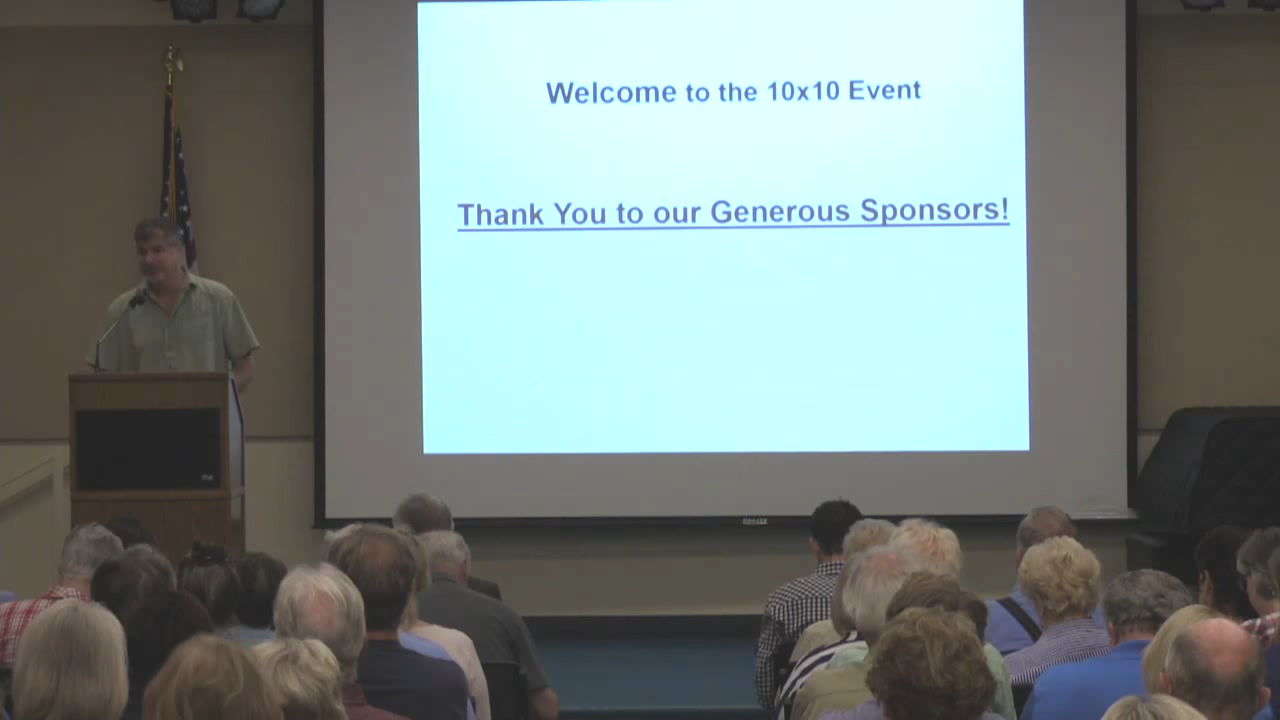 Welcome to the 10x10 Event
Thank You to our Generous Sponsors!